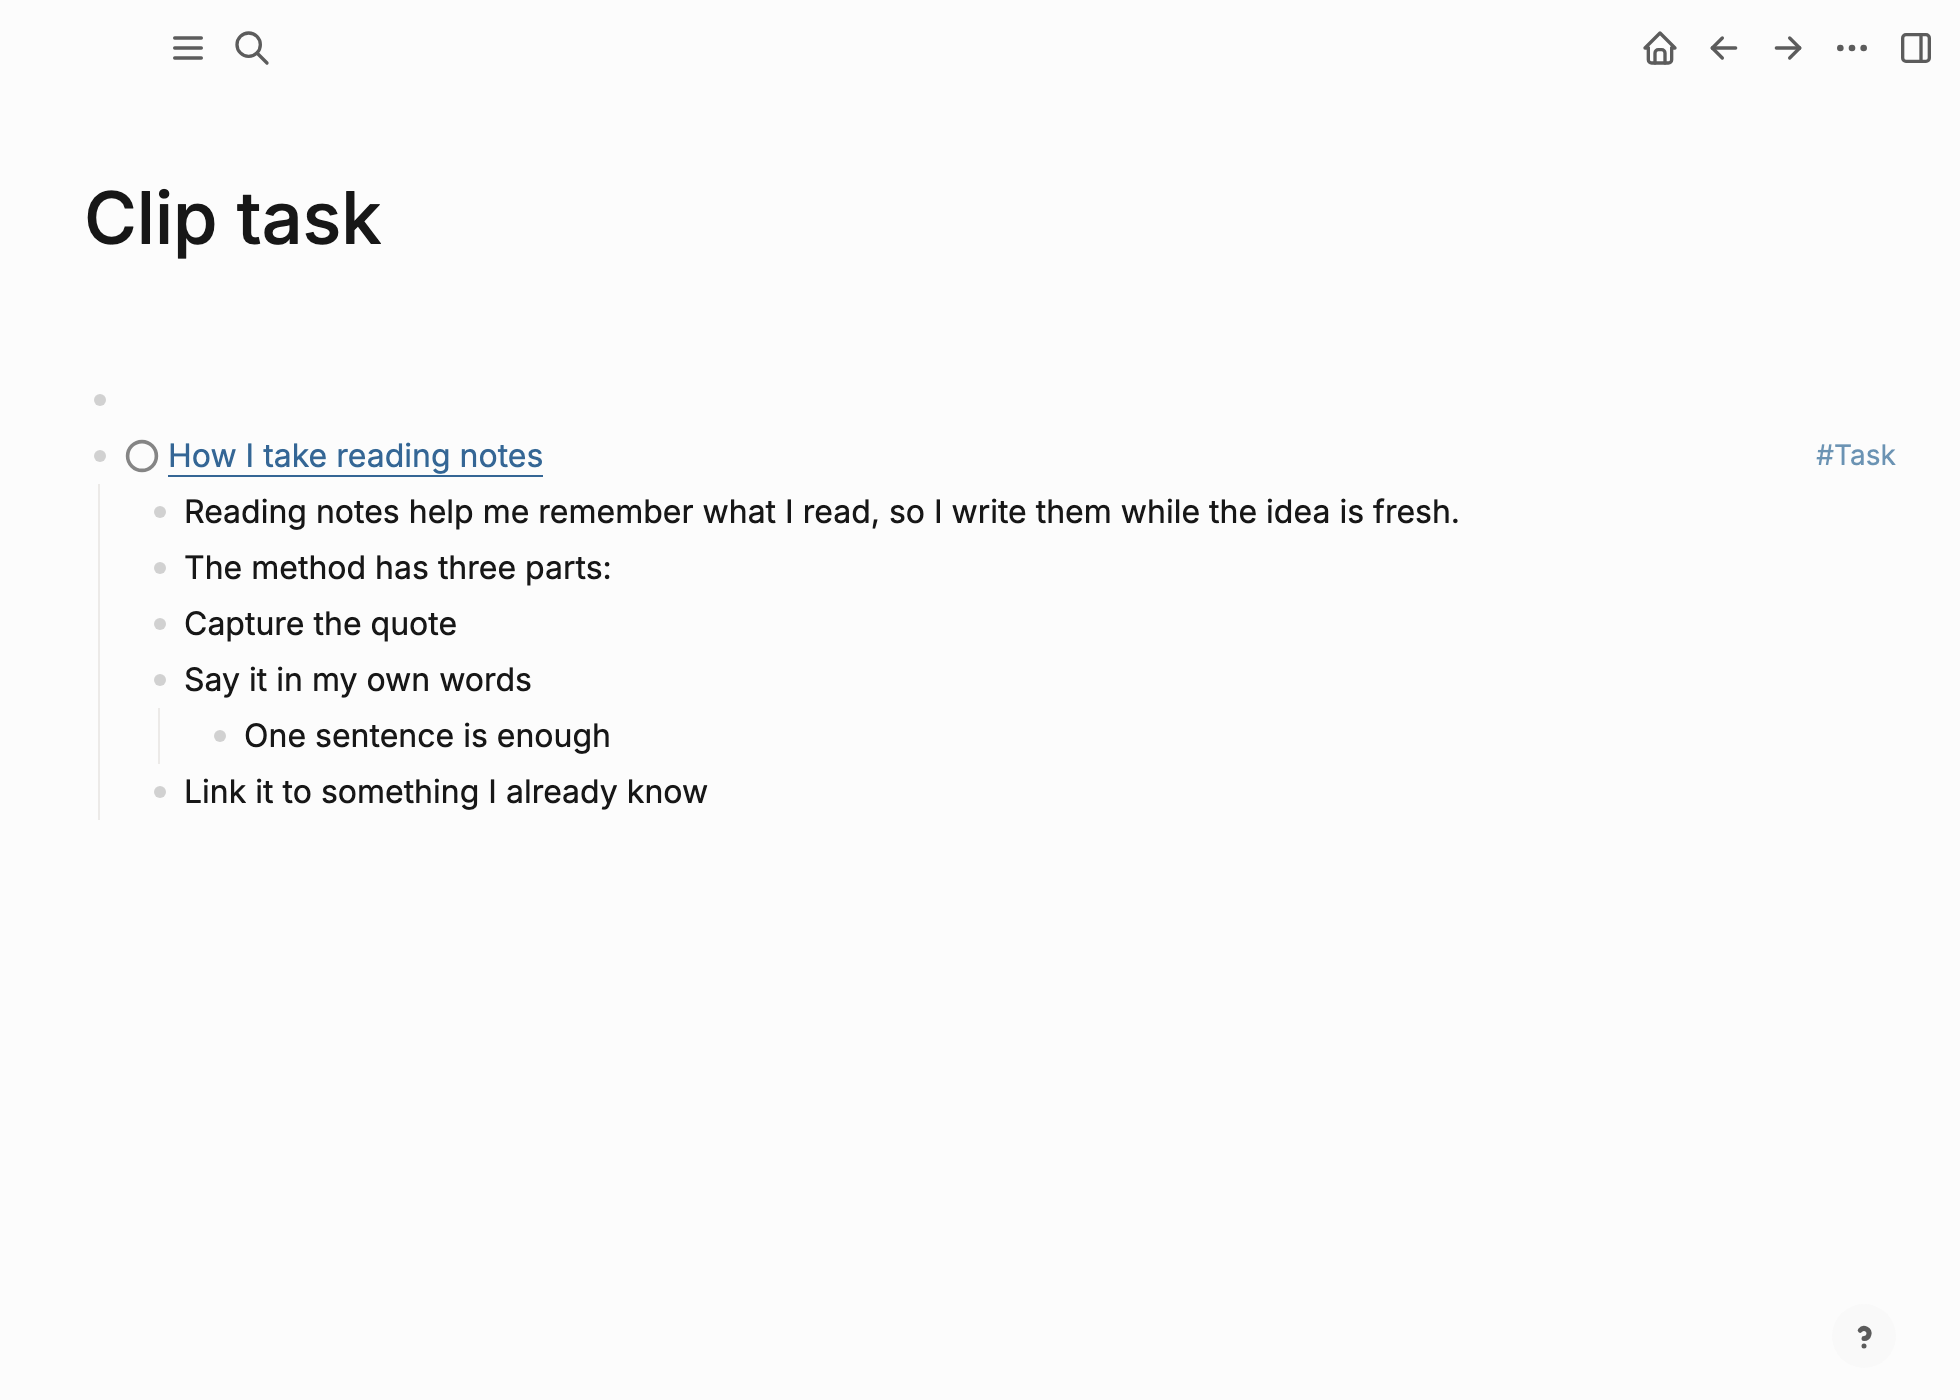 Clip task
How I take reading notes
#Task
Reading notes help me remember what I read, so I write them while the idea is fresh.
The method has three parts:
Capture the quote
Say it in my own words
One sentence is enough
Link it to something I already know
?